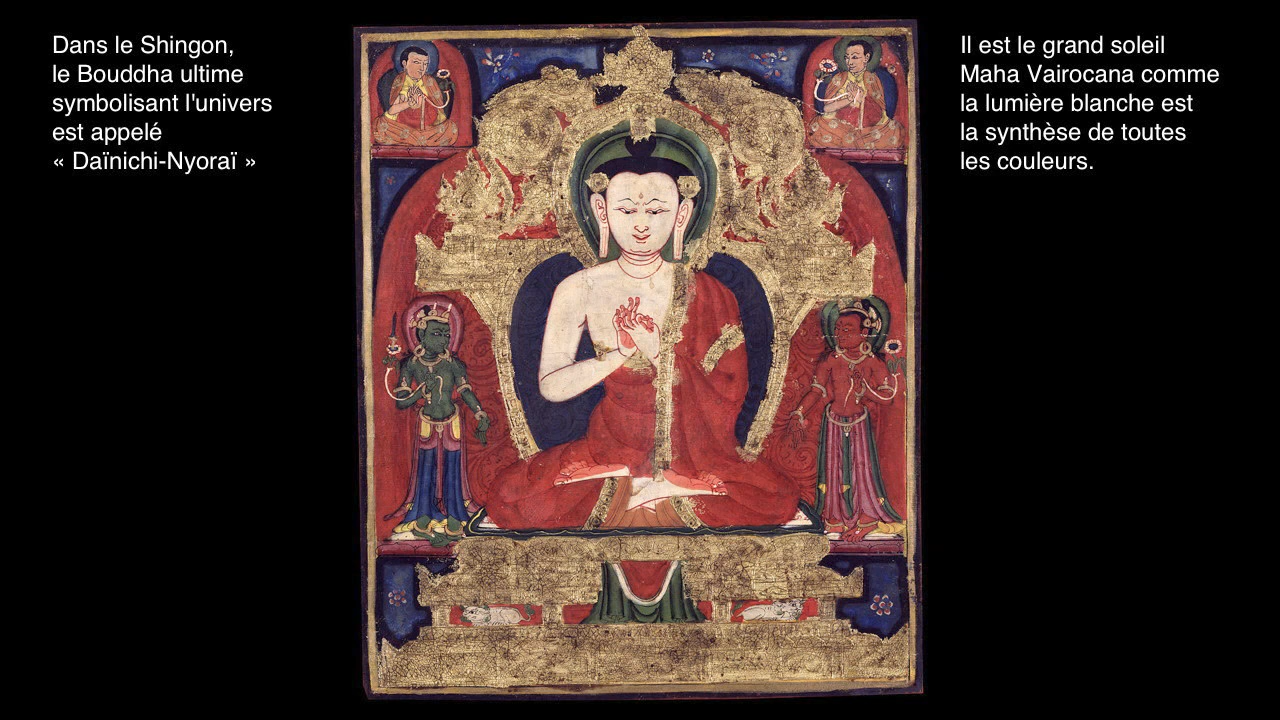 Dans le Shingon,
le Bouddha ultime
symbolisant l'univers
est appelé
« Daïnichi-Nyoraï »
Il est le grand soleil
Maha Vairocana comme
la lumière blanche est
la synthèse de toutes
les couleurs.